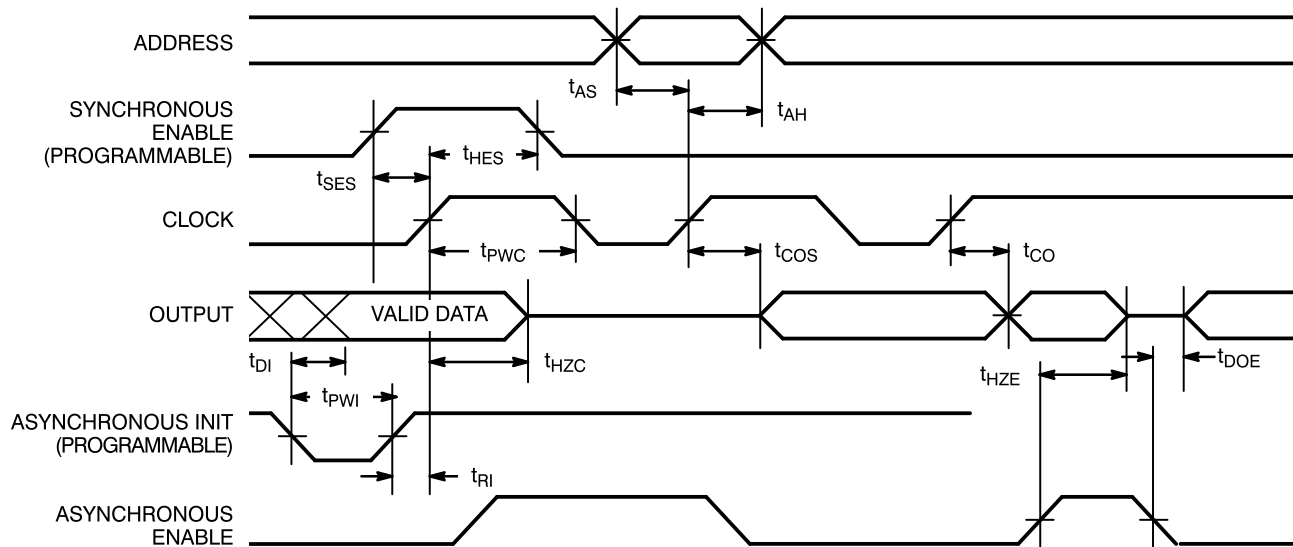 ADDRESS
tAS
tAH
SYNCHRONOUS
ENABLE
(PROGRAMMABLE)
tHES
tSES
CLOCK
tPWC
tCOS
tCO
OUTPUT
VALID DATA
tDI
tHZC
tHZE
tDOE
tPWI
ASYNCHRONOUS INIT
(PROGRAMMABLE)
tRI
ASYNCHRONOUS
ENABLE